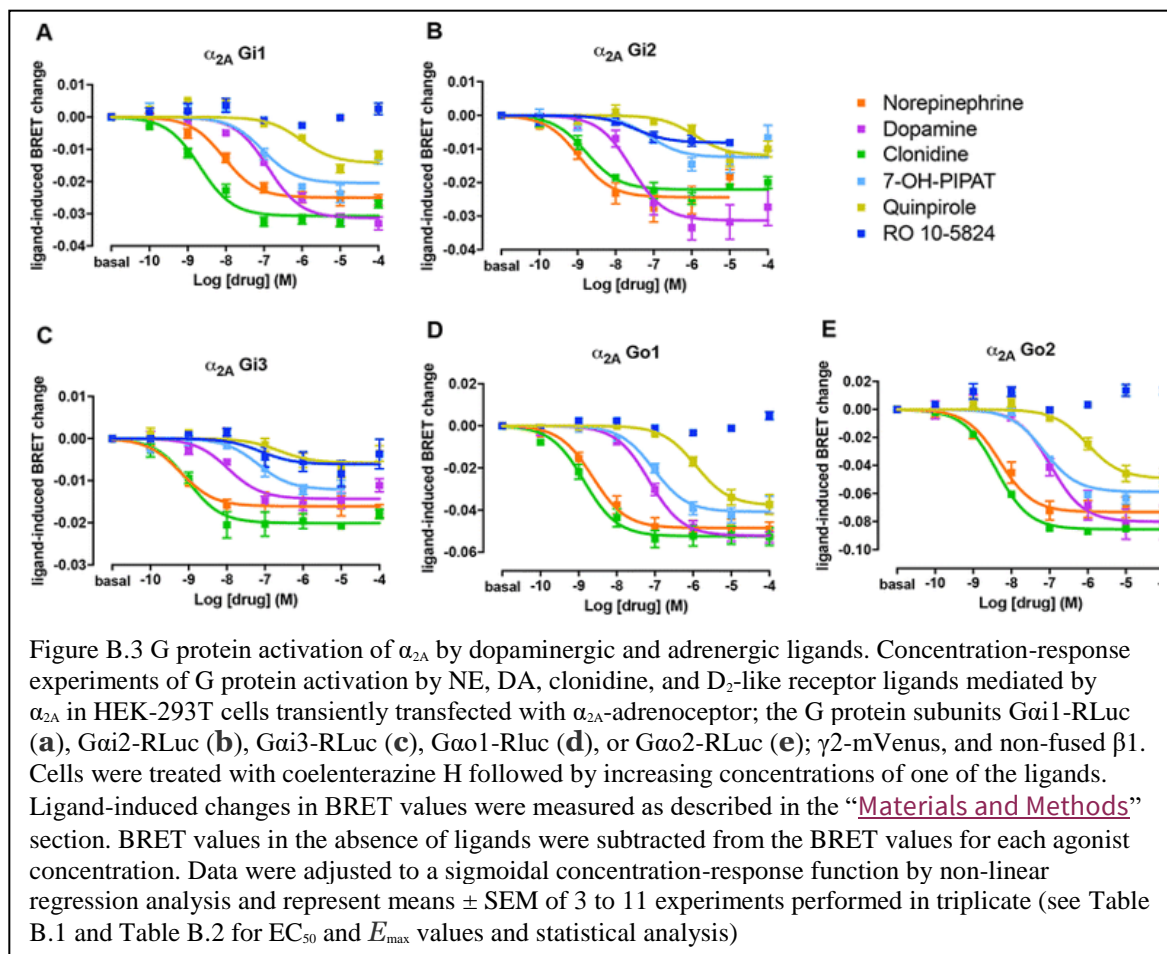 A
α2A Gi1
ligand-induced BRET change
0.01
0.00
-0.01
-0.02
-0.03
-0.04
basal -10 -9 -8 -7 -6 -5 -4
Log [drug] (M)
B
α2A Gi2
ligand-induced BRET change
0.01
0.00
-0.01
-0.02
-0.03
-0.04
basal -10 -9 -8 -7 -6 -5 -4
Log [drug] (M)
Norepinephrine
Dopamine
Clonidine
7-OH-PIPAT
Quinpirole
RO 10-5824
C
α2A Gi3
ligand-induced BRET change
0.01
0.00
-0.01
-0.02
-0.03
basal -10 -9 -8 -7 -6 -5 -4
Log [drug] (M)
D
α2A Go1
ligand-induced BRET change
0.02
0.00
-0.02
-0.04
-0.06
basal -10 -9 -8 -7 -6 -5 -4
Log [drug] (M)
E
α2A Go2
ligand-induced BRET change
0.02
0.00
-0.02
-0.04
-0.06
-0.08
-0.10
basal -10 -9 -8 -7 -6 -5 -4
Log [drug] (M)
Figure B.3 G protein activation of α2A by dopaminergic and adrenergic ligands. Concentration-response
experiments of G protein activation by NE, DA, clonidine, and D2-like receptor ligands mediated by
α2A in HEK-293T cells transiently transfected with α2A-adrenoceptor; the G protein subunits Gαi1-RLuc
(a), Gαi2-RLuc (b), Gαi3-RLuc (c), Gαo1-Rluc (d), or Gαo2-RLuc (e); γ2-mVenus, and non-fused β1.
Cells were treated with coelenterazine H followed by increasing concentrations of one of the ligands.
Ligand-induced changes in BRET values were measured as described in the “Materials and Methods”
section. BRET values in the absence of ligands were subtracted from the BRET values for each agonist
concentration. Data were adjusted to a sigmoidal concentration-response function by non-linear
regression analysis and represent means ± SEM of 3 to 11 experiments performed in triplicate (see Table
B.1 and Table B.2 for EC50 and Emax values and statistical analysis)